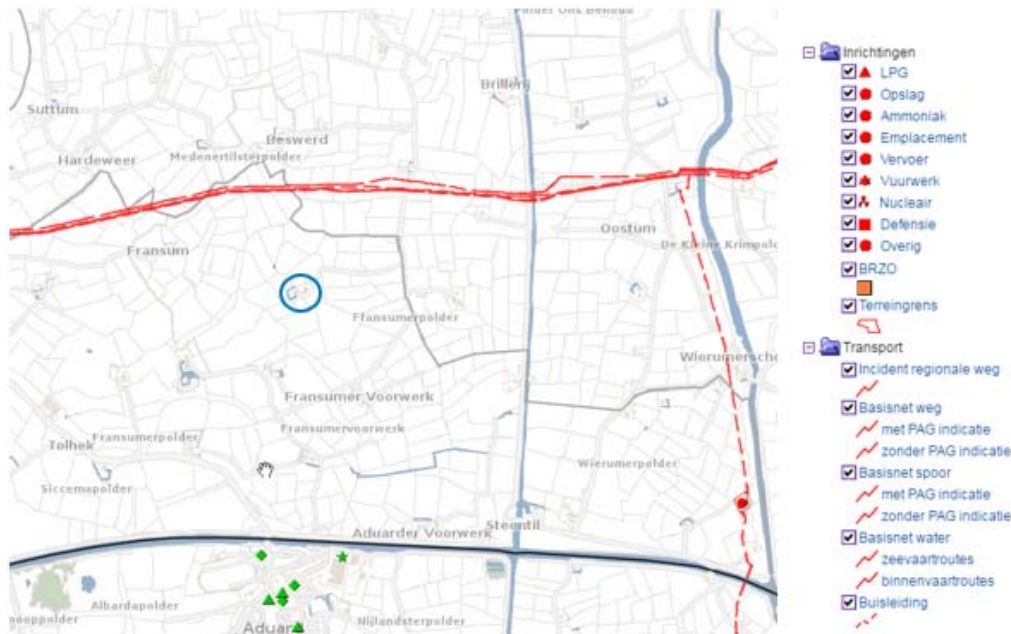 Polder Ons Belang
Brillerij
Suttum
Beswerd
Hardeweer
Medenertilsterpolder
Oostum
Fransum
De Kleine Krimpold
Ffansumerpolder
Wierumersch
Fransumer Voorwerk
Tolhek
Fransumerpolder
Fransumervoorwerk
Wierumerpolder
Siccemapolder
Steentil
Aduarder Voorwerk
Albardapolder
Aduard
Nijlandsterpolder
Inrichtingen
LPG
Opslag
Ammoniak
Emplacement
Vervoer
Vuurwerk
Nucleair
Defensie
Overig
BRZO
Terreingrens
Transport
Incident regionale weg
Basisnet weg
met PAG indicatie
zonder PAG indicatie
Basisnet spoor
met PAG indicatie
zonder PAG indicatie
Basisnet water
zeevaartroutes
binnenvaartroutes
Buisleiding